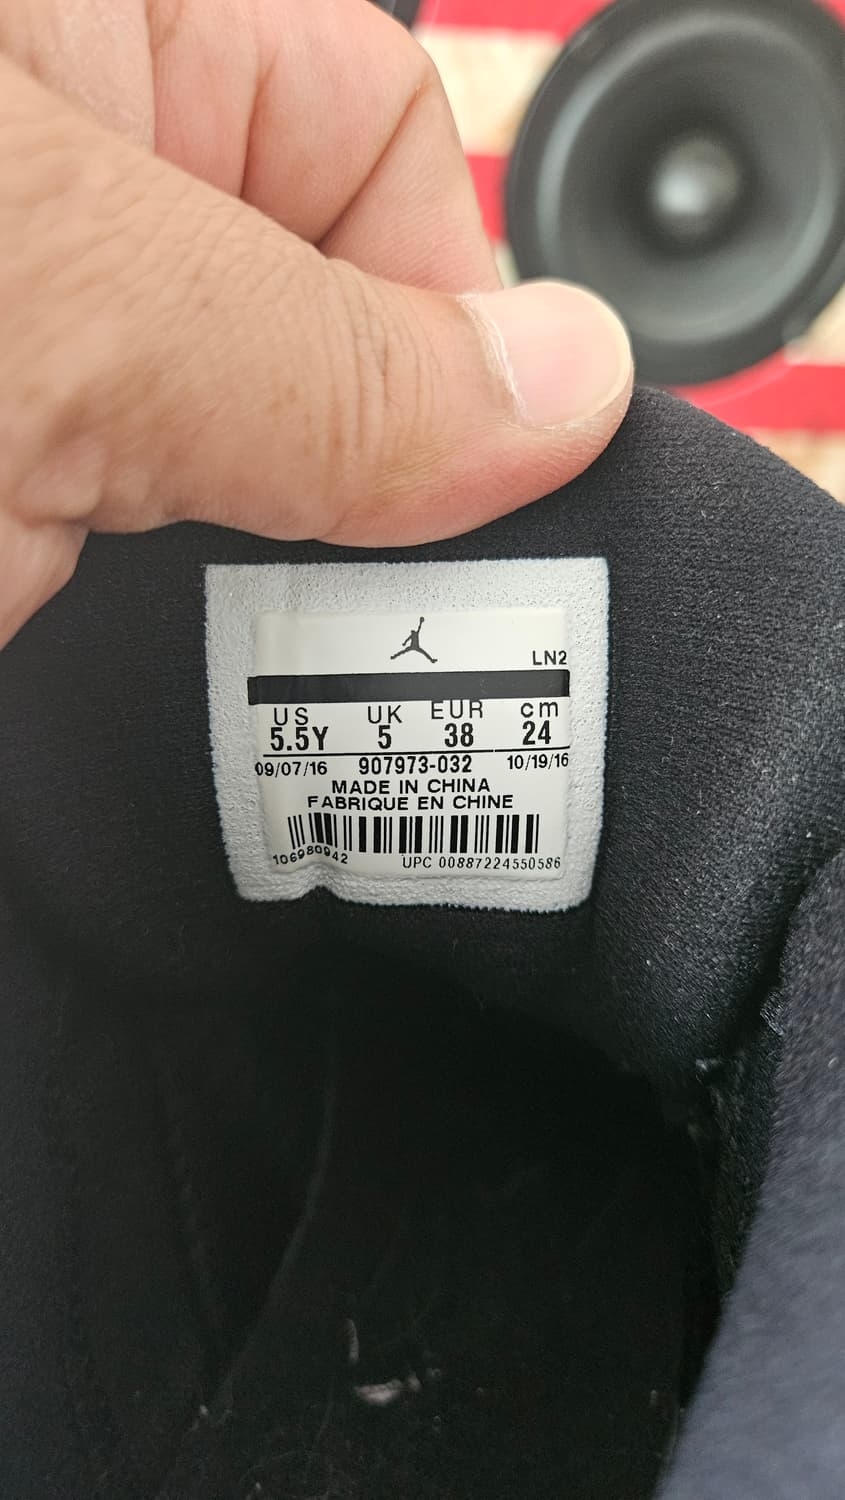 LN2
US UK EUR cm
5.5Y 5 38 24
09/07/16 907973-032 10/19/16
MADE IN CHINA
FABRIQUE EN CHINE
106980942 UPC 00887224550586